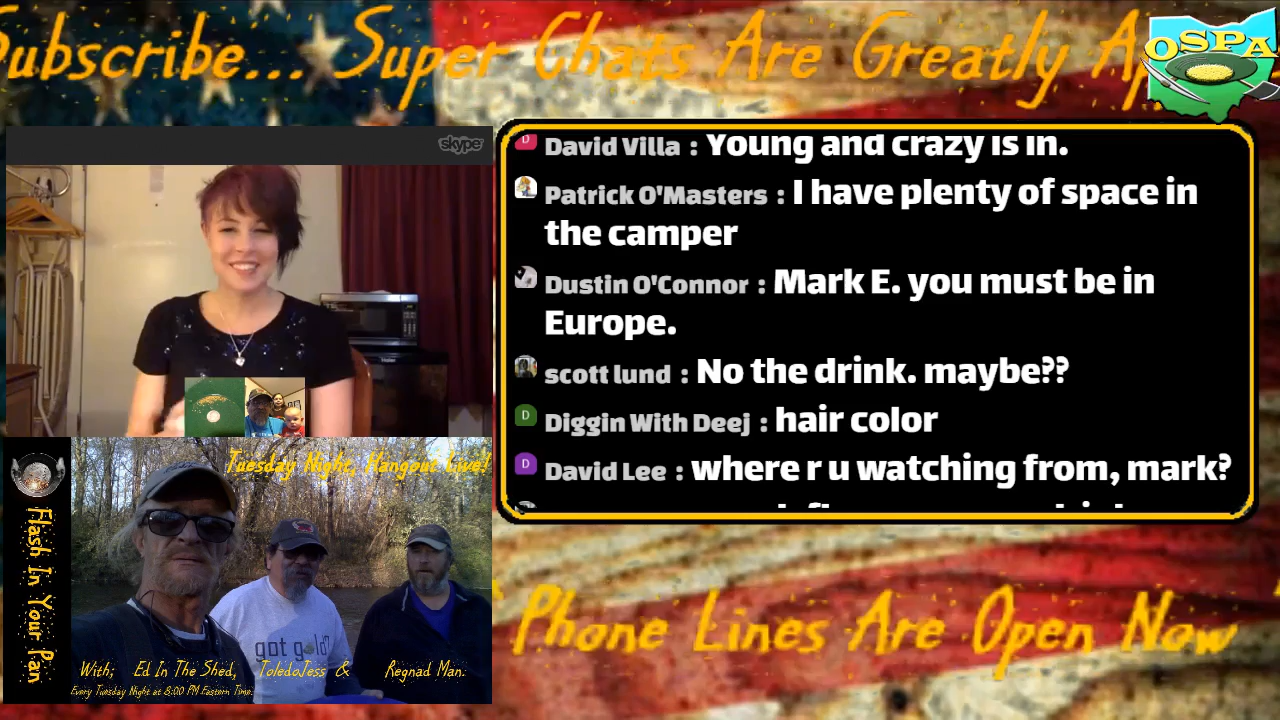 Subscribe... Super Chats Are Greatly Ap
OSPA
skype
David Villa : Young and crazy is in.
Patrick O'Masters : I have plenty of space in
the camper
Dustin O'Connor : Mark E. you must be in
Europe.
scott lund : No the drink. maybe??
D Diggin With Deej : hair color
D David Lee : where r u watching from, mark?
Tuesday Night, Hangout Live!
Flash In Your Pan
got gold?
With; Ed In The Shed, ToledoJess & Regnad Man.
Every Tuesday Night at 8:00 PM Eastern Time.
Phone Lines Are Open Now